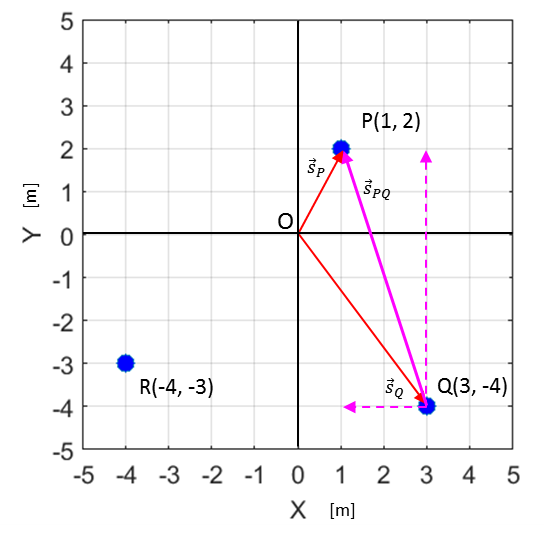 5
4
3
2
1
0
-1
-2
-3
-4
-5
Y [m]
P(1, 2)
s⃗_P
s⃗_PQ
O
R(-4, -3)
s⃗_Q
Q(3, -4)
-5 -4 -3 -2 -1 0 1 2 3 4 5
X [m]